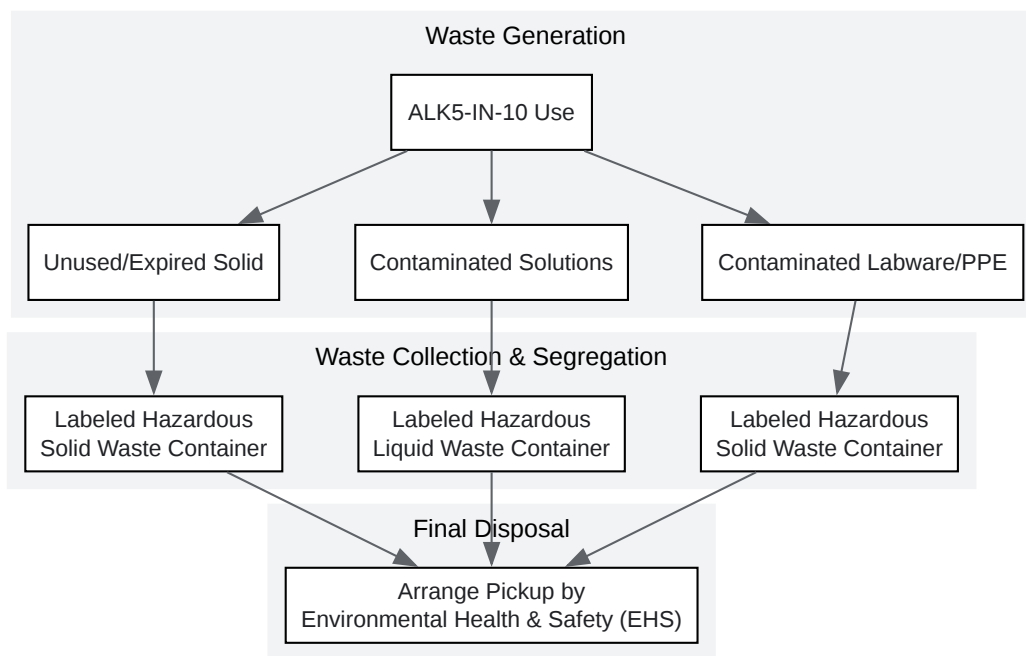 Waste Generation
ALK5-IN-10 Use
Unused/Expired Solid
Contaminated Solutions
Contaminated Labware/PPE
Waste Collection & Segregation
Labeled Hazardous
Solid Waste Container
Labeled Hazardous
Liquid Waste Container
Labeled Hazardous
Solid Waste Container
Final Disposal
Arrange Pickup by
Environmental Health & Safety (EHS)